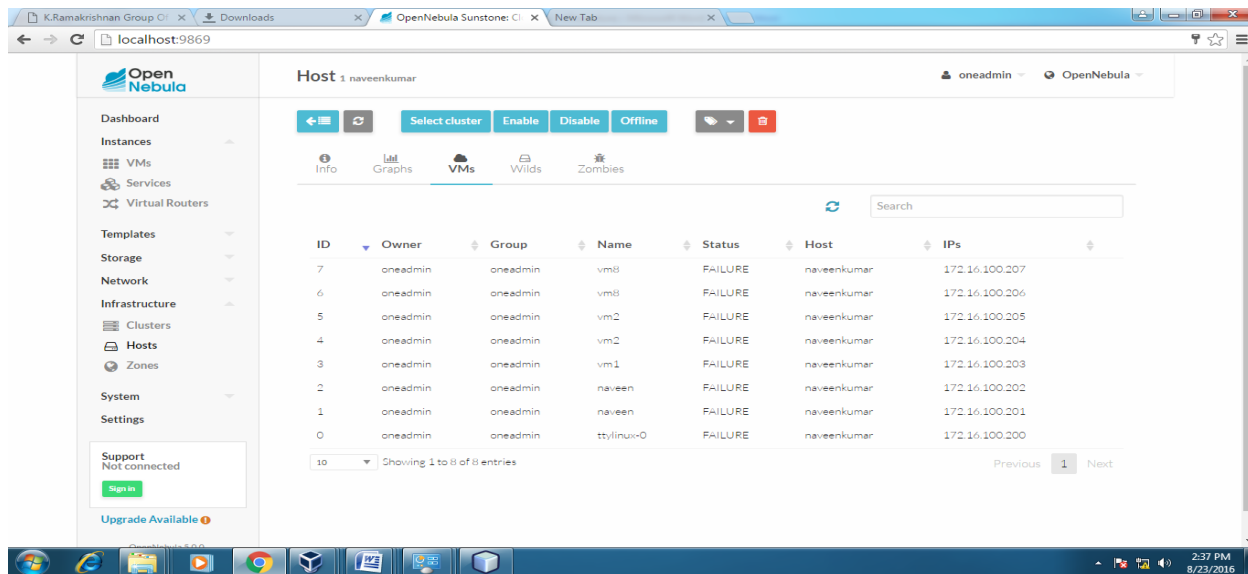 K.Ramakrishnan Group Of
Downloads
OpenNebula Sunstone: Cl
New Tab
localhost:9869
Open Nebula
Host 1 naveenkumar
oneadmin
OpenNebula
Dashboard
Instances
VMs
Services
Virtual Routers
Templates
Storage
Network
Infrastructure
Clusters
Hosts
Zones
System
Settings
Support
Not connected
Sign in
Upgrade Available
OpenNebula 5.0.0
Select cluster Enable Disable Offline
Info Graphs VMs Wilds Zombies
Search
ID Owner Group Name Status Host IPs
7 oneadmin oneadmin vm8 FAILURE naveenkumar 172.16.100.207
6 oneadmin oneadmin vm8 FAILURE naveenkumar 172.16.100.206
5 oneadmin oneadmin vm2 FAILURE naveenkumar 172.16.100.205
4 oneadmin oneadmin vm2 FAILURE naveenkumar 172.16.100.204
3 oneadmin oneadmin vm1 FAILURE naveenkumar 172.16.100.203
2 oneadmin oneadmin naveen FAILURE naveenkumar 172.16.100.202
1 oneadmin oneadmin naveen FAILURE naveenkumar 172.16.100.201
0 oneadmin oneadmin ttylinux-0 FAILURE naveenkumar 172.16.100.200
10 Showing 1 to 8 of 8 entries
Previous 1 Next
2:37 PM
8/23/2016